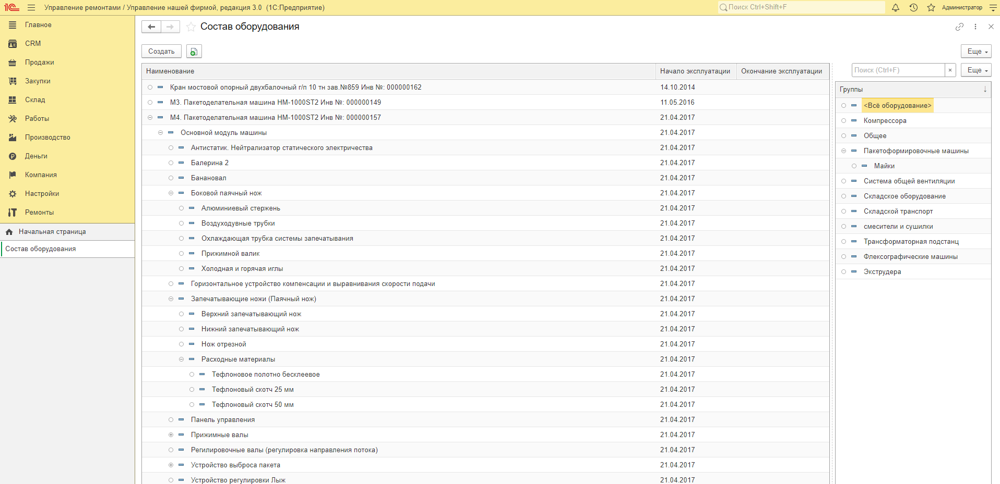 1С Управление ремонтами / Управление нашей фирмой, редакция 3.0 (1С:Предприятие)
Поиск Ctrl+Shift+F
Администратор
Главное
CRM
Продажи
Закупки
Склад
Работы
Производство
Деньги
Компания
Настройки
Ремонты
Начальная страница
Состав оборудования
Состав оборудования
Создать
Еще
Наименование Начало эксплуатации Окончание эксплуатации
Кран мостовой опорный двухбалочный г/п 10 тн зав.№859 Инв №: 000000162 14.10.2014
М3. Пакетоделательная машина HM-1000ST2 Инв №: 000000149 11.05.2016
М4. Пакетоделательная машина HM-1000ST2 Инв №: 000000157 21.04.2017
Основной модуль машины 21.04.2017
Антистатик. Нейтрализатор статического электричества 21.04.2017
Балерина 2 21.04.2017
Банановал 21.04.2017
Боковой паячный нож 21.04.2017
Алюминиевый стержень 21.04.2017
Воздуходувные трубки 21.04.2017
Охлаждающая трубка системы запечатывания 21.04.2017
Прижимной валик 21.04.2017
Холодная и горячая иглы 21.04.2017
Горизонтальное устройство компенсации и выравнивания скорости подачи 21.04.2017
Запечатывающие ножи (Паячный нож) 21.04.2017
Верхний запечатывающий нож 21.04.2017
Нижний запечатывающий нож 21.04.2017
Нож отрезной 21.04.2017
Расходные материалы 21.04.2017
Тефлоновое полотно бесклеевое 21.04.2017
Тефлоновый скотч 25 мм 21.04.2017
Тефлоновый скотч 50 мм 21.04.2017
Панель управления 21.04.2017
Прижимные валы 21.04.2017
Регилировочные валы (регулировка направления потока) 21.04.2017
Устройство выброса пакета 21.04.2017
Устройство регулировки Лыж 21.04.2017
Поиск (Ctrl+F) × Еще
Группы ↓
<Всё оборудование>
Компрессора
Общее
Пакетоформировочные машины
Майки
Система общей вентиляции
Складское оборудование
Складской транспорт
смесители и сушилки
Трансформаторная подстанц
Флексографические машины
Экструдера